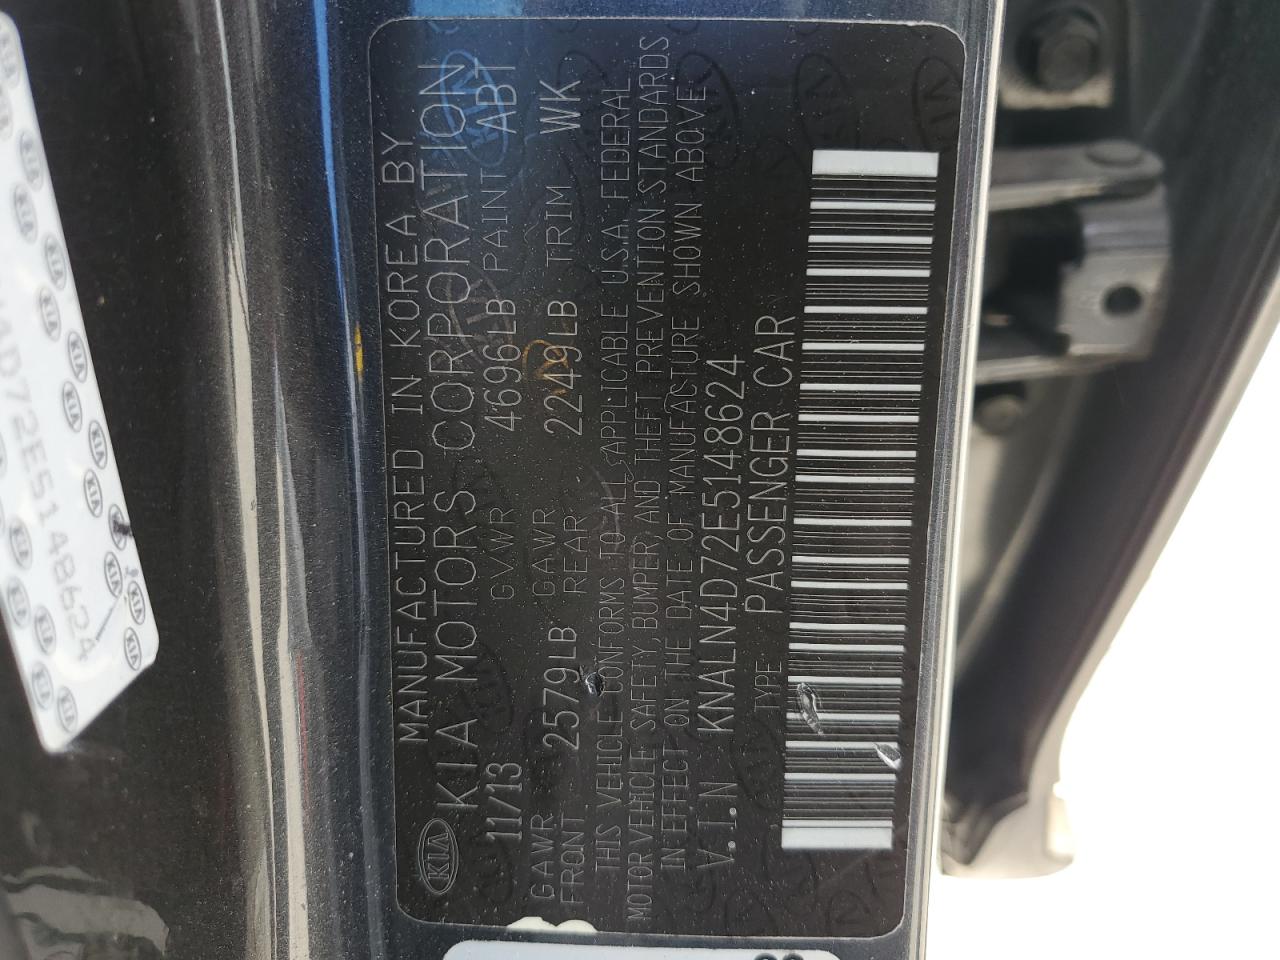 MANUFACTURED IN KOREA BY
KIA KIA MOTORS CORPORATION
11/13 GVWR 4696LB PAINT ABT
GAWR FRONT 2579LB GAWR REAR 2249LB TRIM WK
THIS VEHICLE CONFORMS TO ALL APPLICABLE U.S.A. FEDERAL
MOTOR VEHICLE SAFETY, BUMPER, AND THEFT PREVENTION STANDARDS
IN EFFECT ON THE DATE OF MANUFACTURE SHOWN ABOVE
V.I.N KNALN4D72E5148624
TYPE PASSENGER CAR
4D72E5148624